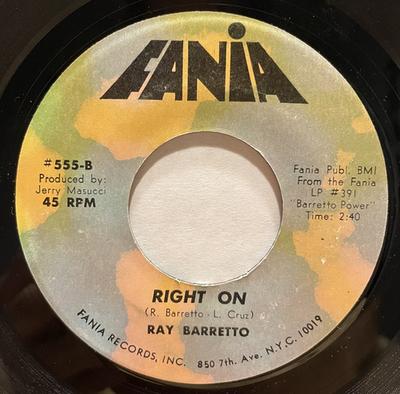 FANIA
#555-B
Produced by:
Jerry Masucci
45 RPM
Fania Publ. BMI
From the Fania
LP #391
"Barretto Power"
Time: 2:40
RIGHT ON
(R. Barretto - L. Cruz)
RAY BARRETTO
FANIA RECORDS, INC. 850 7th. Ave. N.Y.C. 10019